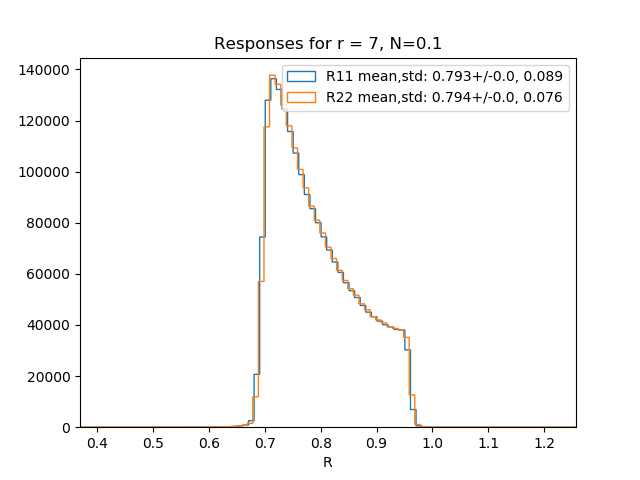 Responses for r = 7, N=0.1
R11 mean,std: 0.793+/-0.0, 0.089
R22 mean,std: 0.794+/-0.0, 0.076
140000
120000
100000
80000
60000
40000
20000
0
0.4 0.5 0.6 0.7 0.8 0.9 1.0 1.1 1.2
R